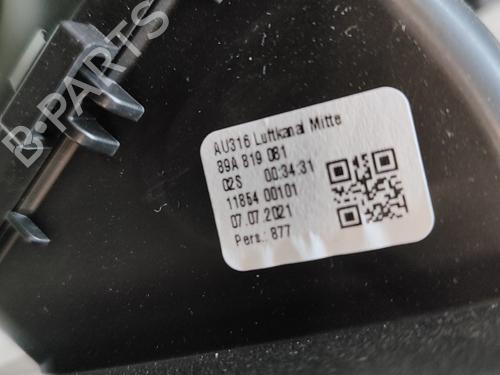 B-PARTS
AU316 Luftkanal Mitte
89A 819 081
02S 00:34:31
11854 00101
07.07.2021
Pers.: 877